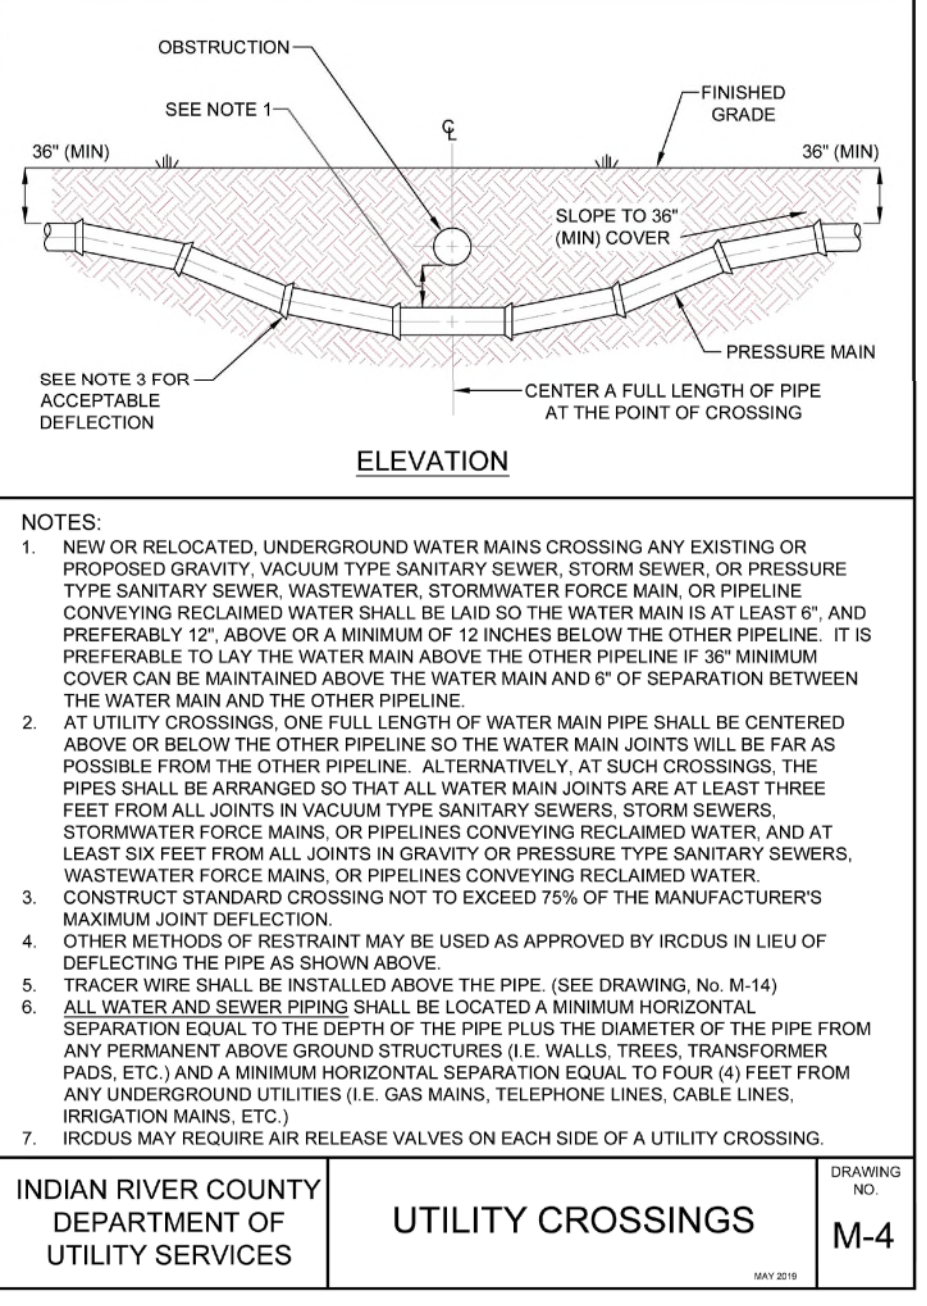 OBSTRUCTION
SEE NOTE 1
FINISHED
GRADE
℄
36" (MIN)
36" (MIN)
SLOPE TO 36"
(MIN) COVER
PRESSURE MAIN
SEE NOTE 3 FOR
ACCEPTABLE
DEFLECTION
CENTER A FULL LENGTH OF PIPE
AT THE POINT OF CROSSING
ELEVATION
NOTES:
1. NEW OR RELOCATED, UNDERGROUND WATER MAINS CROSSING ANY EXISTING OR
PROPOSED GRAVITY, VACUUM TYPE SANITARY SEWER, STORM SEWER, OR PRESSURE
TYPE SANITARY SEWER, WASTEWATER, STORMWATER FORCE MAIN, OR PIPELINE
CONVEYING RECLAIMED WATER SHALL BE LAID SO THE WATER MAIN IS AT LEAST 6", AND
PREFERABLY 12", ABOVE OR A MINIMUM OF 12 INCHES BELOW THE OTHER PIPELINE. IT IS
PREFERABLE TO LAY THE WATER MAIN ABOVE THE OTHER PIPELINE IF 36" MINIMUM
COVER CAN BE MAINTAINED ABOVE THE WATER MAIN AND 6" OF SEPARATION BETWEEN
THE WATER MAIN AND THE OTHER PIPELINE.
2. AT UTILITY CROSSINGS, ONE FULL LENGTH OF WATER MAIN PIPE SHALL BE CENTERED
ABOVE OR BELOW THE OTHER PIPELINE SO THE WATER MAIN JOINTS WILL BE FAR AS
POSSIBLE FROM THE OTHER PIPELINE. ALTERNATIVELY, AT SUCH CROSSINGS, THE
PIPES SHALL BE ARRANGED SO THAT ALL WATER MAIN JOINTS ARE AT LEAST THREE
FEET FROM ALL JOINTS IN VACUUM TYPE SANITARY SEWERS, STORM SEWERS,
STORMWATER FORCE MAINS, OR PIPELINES CONVEYING RECLAIMED WATER, AND AT
LEAST SIX FEET FROM ALL JOINTS IN GRAVITY OR PRESSURE TYPE SANITARY SEWERS,
WASTEWATER FORCE MAINS, OR PIPELINES CONVEYING RECLAIMED WATER.
3. CONSTRUCT STANDARD CROSSING NOT TO EXCEED 75% OF THE MANUFACTURER'S
MAXIMUM JOINT DEFLECTION.
4. OTHER METHODS OF RESTRAINT MAY BE USED AS APPROVED BY IRCDUS IN LIEU OF
DEFLECTING THE PIPE AS SHOWN ABOVE.
5. TRACER WIRE SHALL BE INSTALLED ABOVE THE PIPE. (SEE DRAWING, No. M-14)
6. ALL WATER AND SEWER PIPING SHALL BE LOCATED A MINIMUM HORIZONTAL
SEPARATION EQUAL TO THE DEPTH OF THE PIPE PLUS THE DIAMETER OF THE PIPE FROM
ANY PERMANENT ABOVE GROUND STRUCTURES (I.E. WALLS, TREES, TRANSFORMER
PADS, ETC.) AND A MINIMUM HORIZONTAL SEPARATION EQUAL TO FOUR (4) FEET FROM
ANY UNDERGROUND UTILITIES (I.E. GAS MAINS, TELEPHONE LINES, CABLE LINES,
IRRIGATION MAINS, ETC.)
7. IRCDUS MAY REQUIRE AIR RELEASE VALVES ON EACH SIDE OF A UTILITY CROSSING.
INDIAN RIVER COUNTY
DEPARTMENT OF
UTILITY SERVICES
UTILITY CROSSINGS
MAY 2019
DRAWING
NO.
M-4